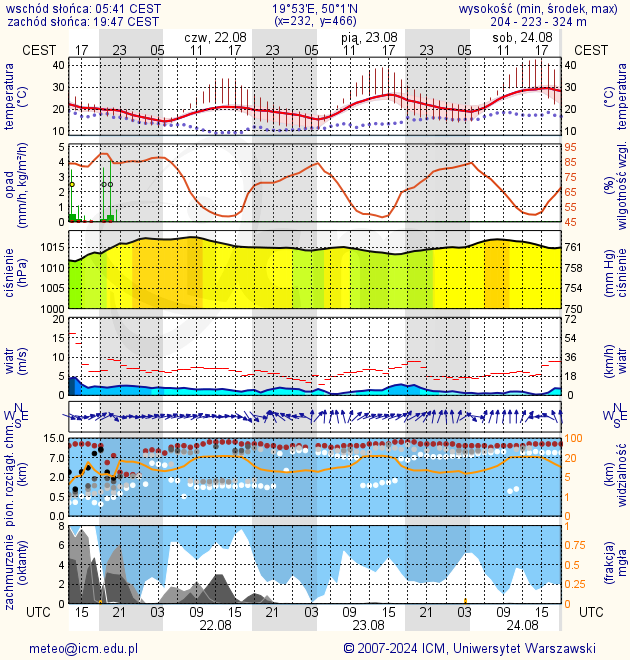 wschód słońca: 05:41 CEST
zachód słońca: 19:47 CEST
19°53'E, 50°1'N
(x=232, y=466)
wysokość (min, środek, max)
204 - 223 - 324 m
czw, 22.08 pią, 23.08 sob, 24.08
CEST 17 23 05 11 17 23 05 11 17 23 05 11 17 CEST
temperatura (°C)
40 30 20 10
40 30 20 10
(°C) temperatura
opad (mm/h, kg/m²/h)
5 4 3 2 1 0
95 85 75 65 55 45
(%) wilgotność wzgl.
ciśnienie (hPa)
1015 1010 1005 1000
761 758 754 750
(mm Hg) ciśnienie
wiatr (m/s)
20 15 10 5 0
72 54 36 18 0
(km/h) wiatr
N W E S
N W E S
pion. rozciągł. chm. (km)
15.0 7.0 2.0 0.5 0.0
100 20 5 1 0
(km) widzialność
zachmurzenie (oktanty)
8 6 4 2 0
1 0.75 0.5 0.25 0
(frakcja) mgła
UTC 15 21 03 09 15 21 03 09 15 21 03 09 15 UTC
22.08 23.08 24.08
meteo@icm.edu.pl
© 2007-2024 ICM, Uniwersytet Warszawski